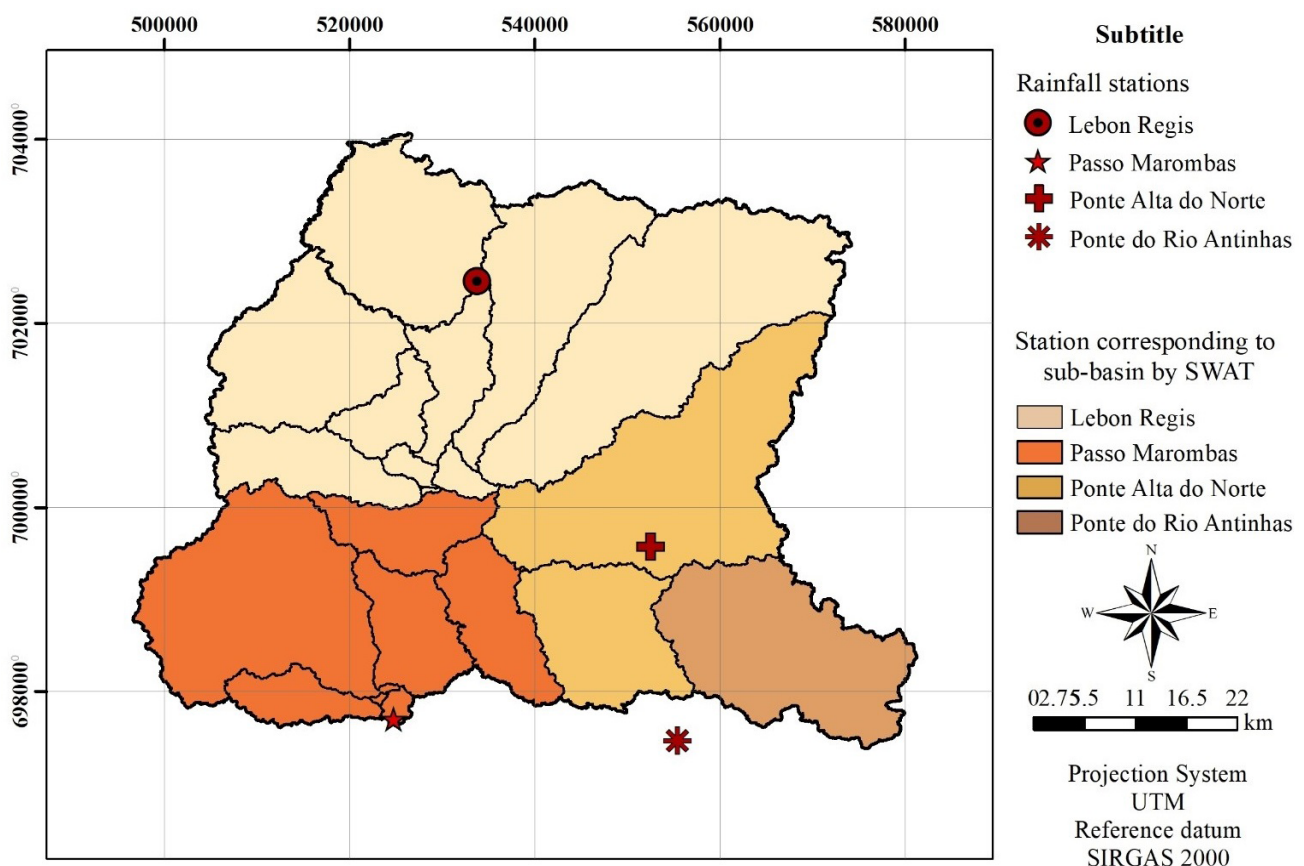 500000 520000 540000 560000 580000
7040000
7020000
7000000
6980000
Subtitle
Rainfall stations
Lebon Regis
Passo Marombas
Ponte Alta do Norte
Ponte do Rio Antinhas
Station corresponding to
sub-basin by SWAT
Lebon Regis
Passo Marombas
Ponte Alta do Norte
Ponte do Rio Antinhas
N
W E
S
02.755.5 11 16.5 22
km
Projection System
UTM
Reference datum
SIRGAS 2000